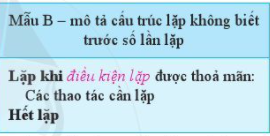 Mẫu B – mô tả cấu trúc lặp không biết
trước số lần lặp
Lặp khi điều kiện lặp được thoả mãn:
Các thao tác cần lặp
Hết lặp